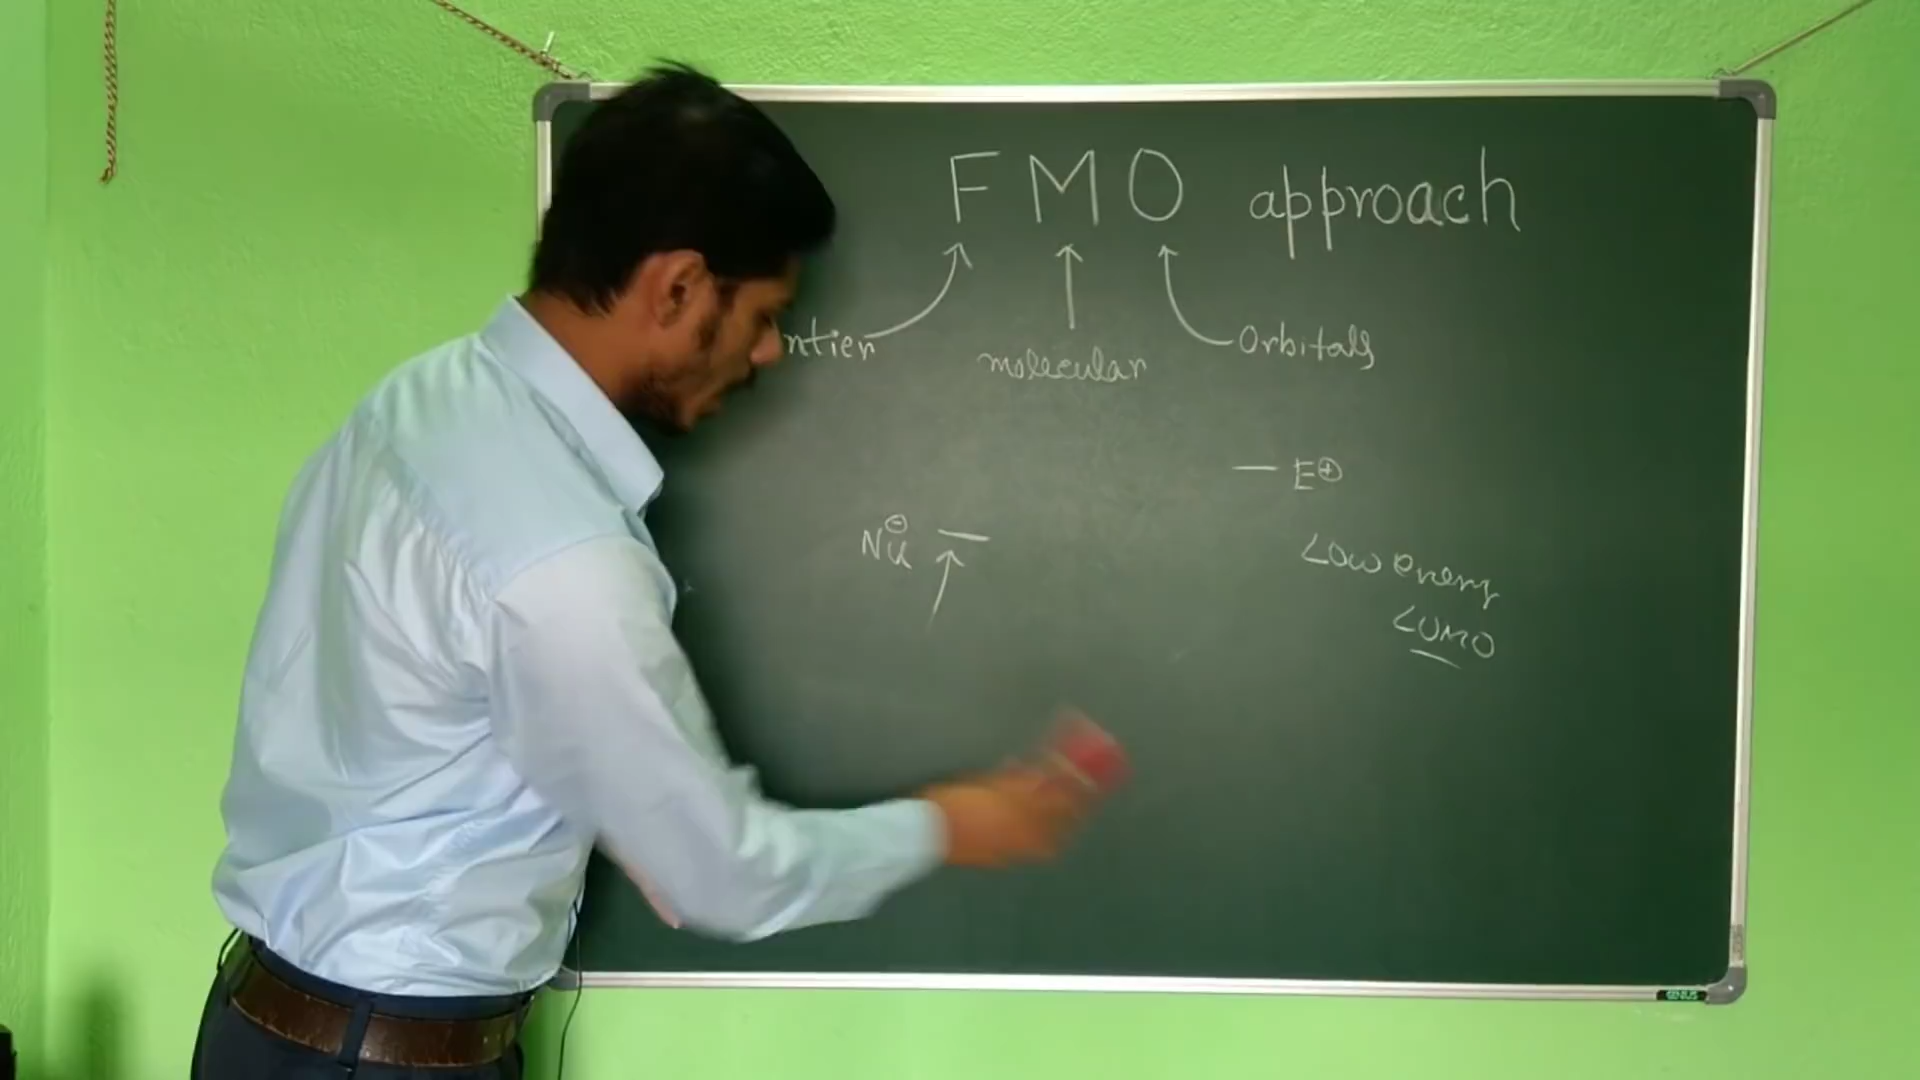 FMO approach
ntier
molecular
Orbitals
E⊕
Nu⊖
Low energy
LUMO